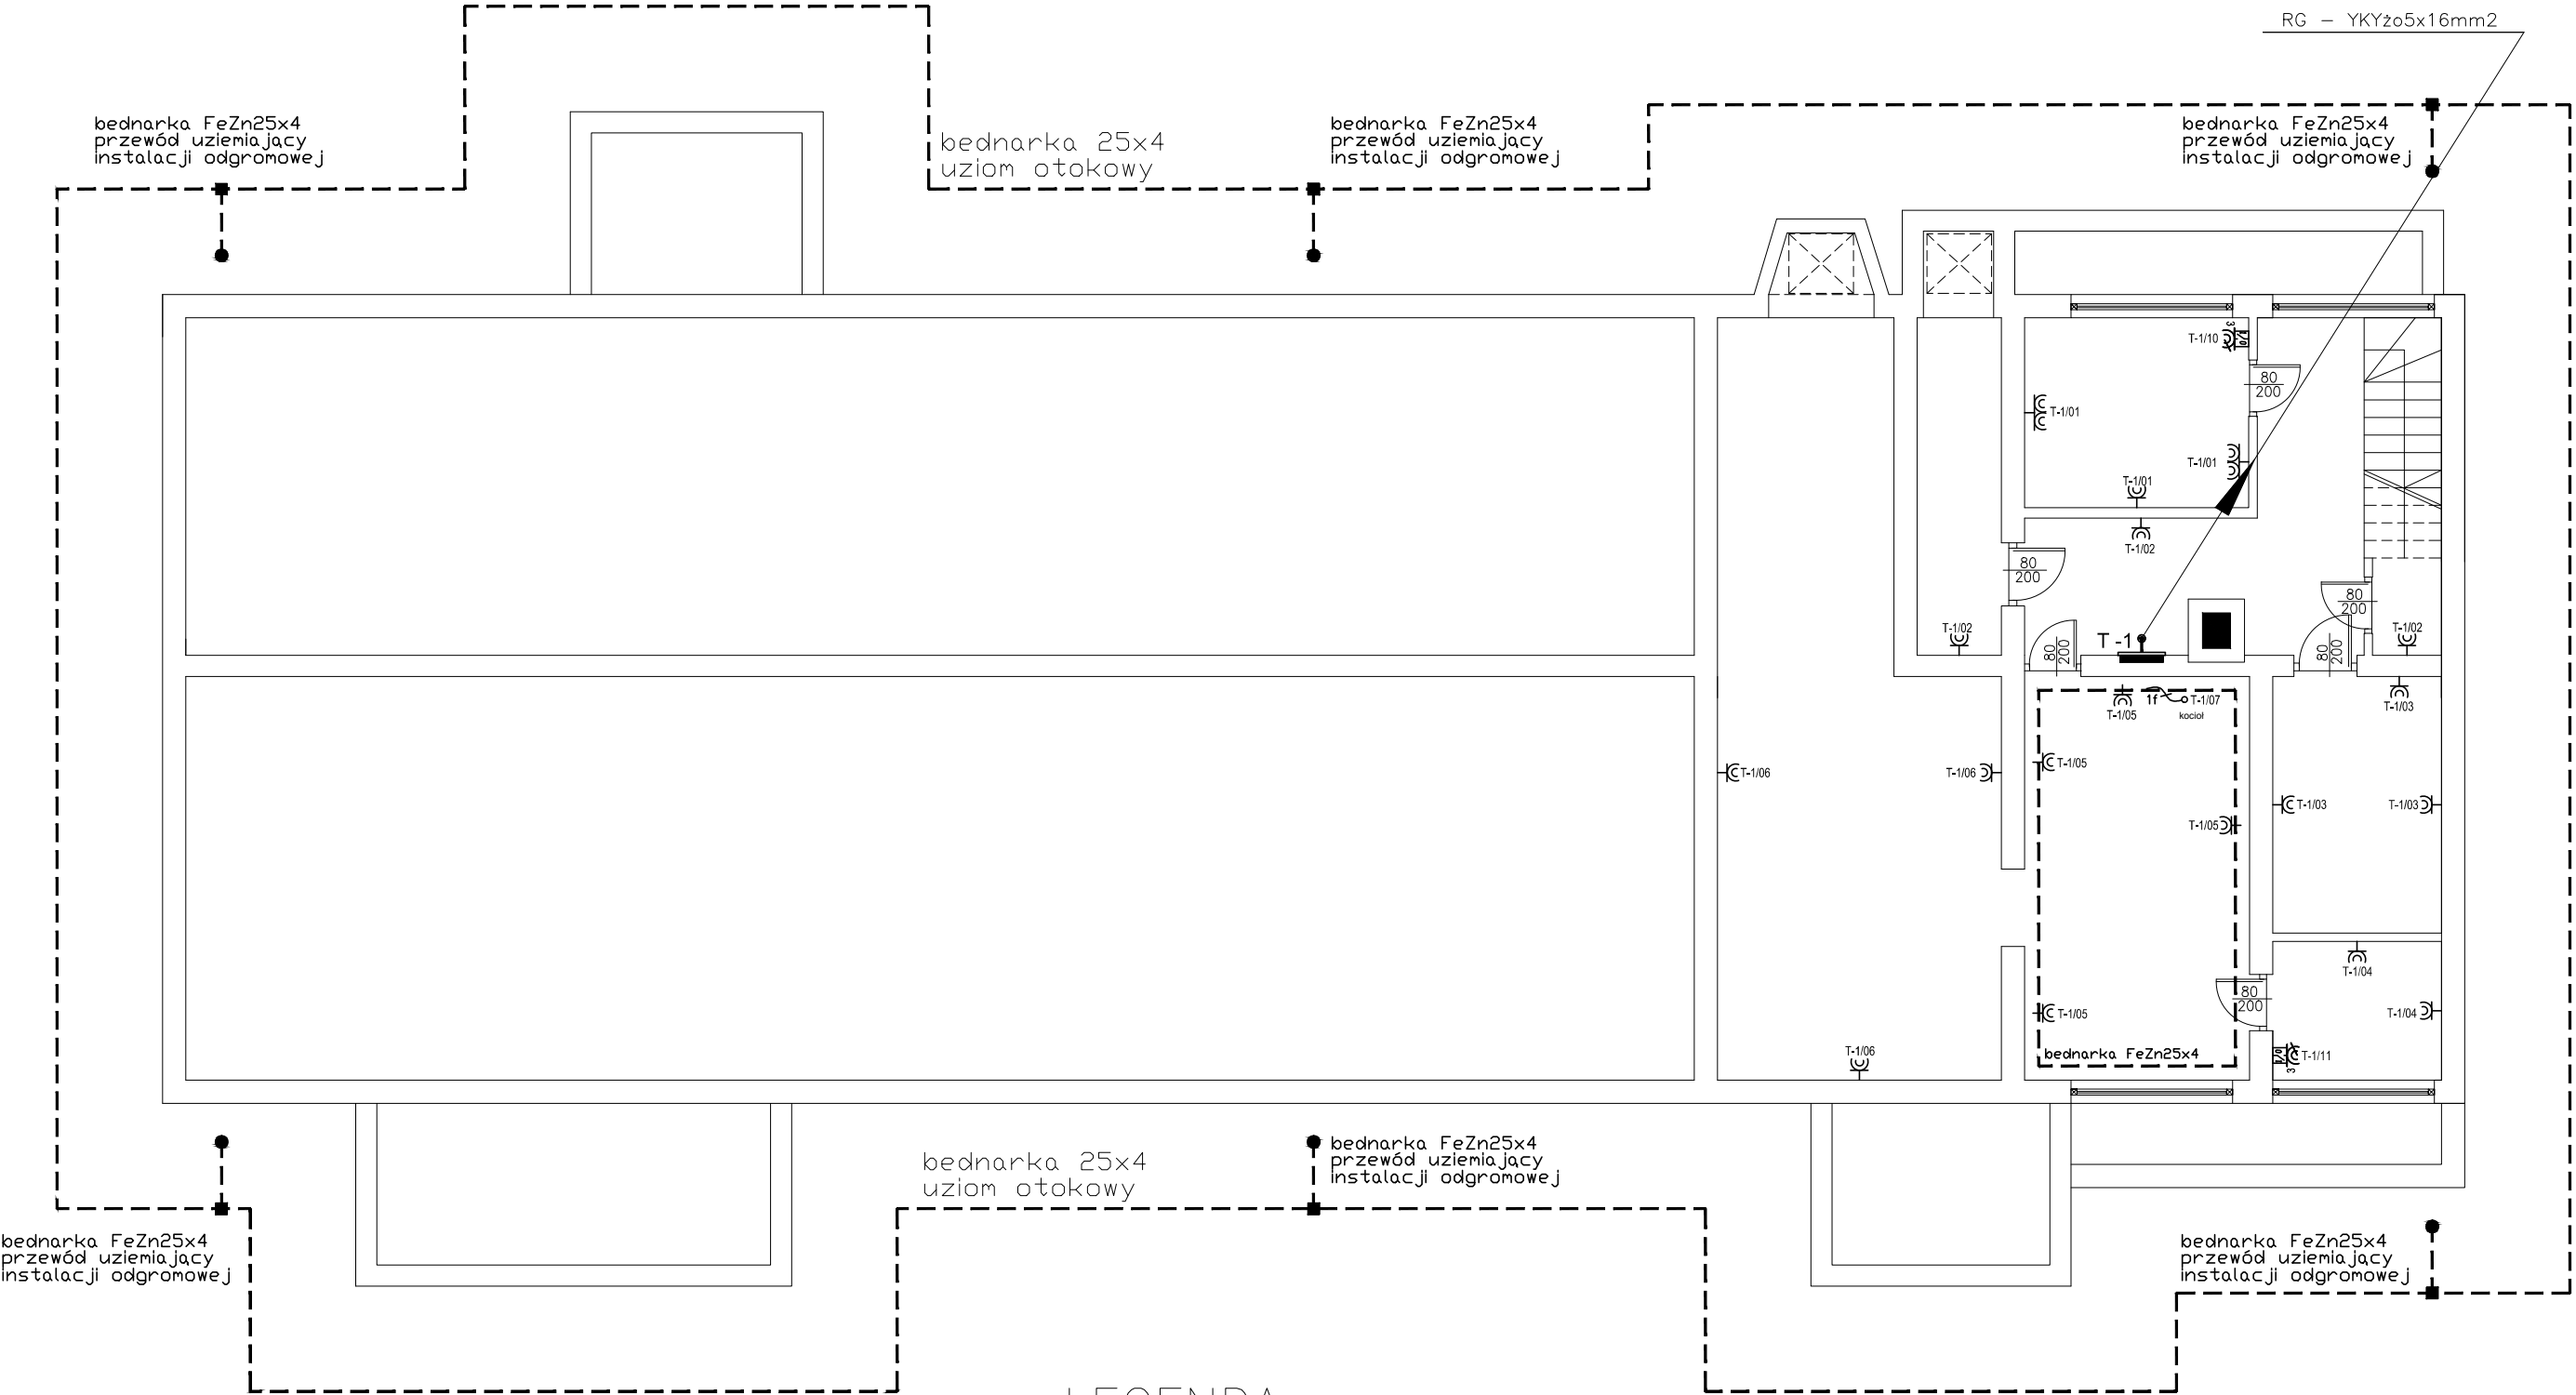 RG - YKYżo5x16mm2
bednarka FeZn25x4
przewód uziemiający
instalacji odgromowej
bednarka 25x4
uziom otokowy
bednarka FeZn25x4
przewód uziemiający
instalacji odgromowej
bednarka FeZn25x4
przewód uziemiający
instalacji odgromowej
3
T-1/10
80
200
T-1/01
T-1/01
T-1/01
T-1/02
80
200
80
200
T-1/02
T-1
T-1/02
80
200
80
200
T-1/05
1f
T-1/07
kocioł
T-1/03
T-1/06
T-1/06
T-1/05
T-1/03
T-1/03
T-1/05
T-1/04
80
200
T-1/05
T-1/04
T-1/06
bednarka FeZn25x4
T-1/11
3
bednarka 25x4
uziom otokowy
bednarka FeZn25x4
przewód uziemiający
instalacji odgromowej
bednarka FeZn25x4
przewód uziemiający
instalacji odgromowej
bednarka FeZn25x4
przewód uziemiający
instalacji odgromowej
LEGENDA